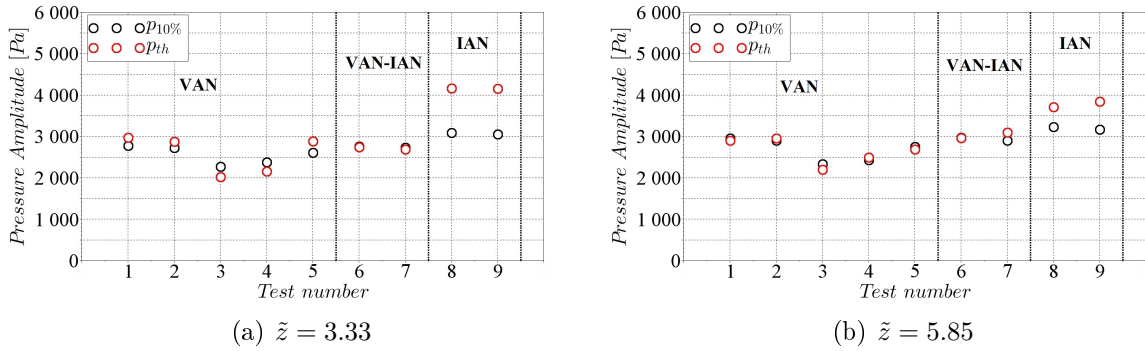 6 000
5 000
4 000
3 000
2 000
1 000
0
Pressure Amplitude [Pa]
p10%
pth
VAN
VAN-IAN
IAN
1 2 3 4 5 6 7 8 9
Test number
(a) z̃ = 3.33
6 000
5 000
4 000
3 000
2 000
1 000
0
Pressure Amplitude [Pa]
p10%
pth
VAN
VAN-IAN
IAN
1 2 3 4 5 6 7 8 9
Test number
(b) z̃ = 5.85